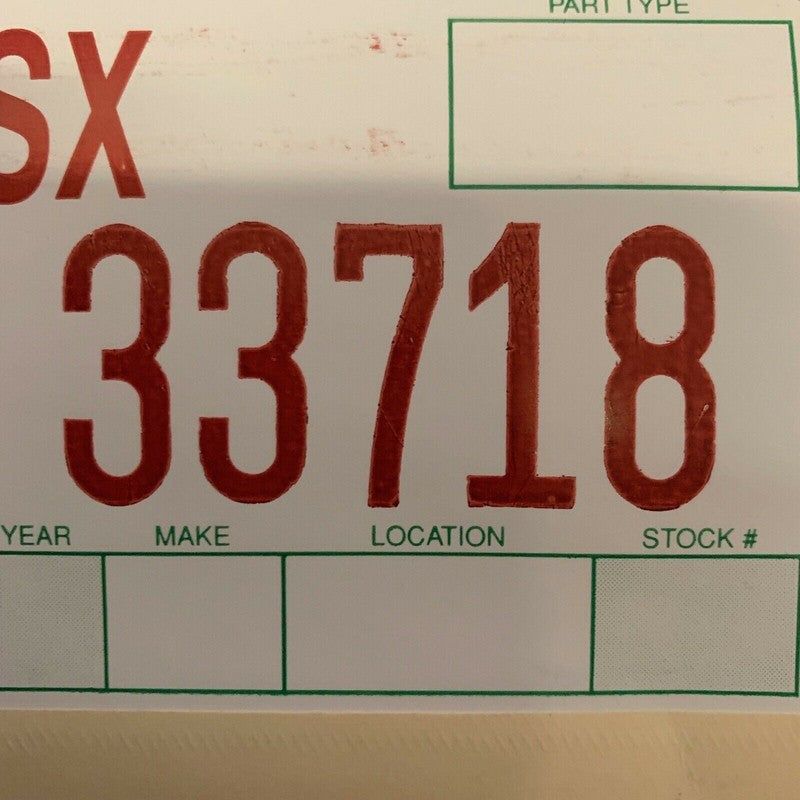 PART TYPE
SX
33718
YEAR MAKE LOCATION STOCK #